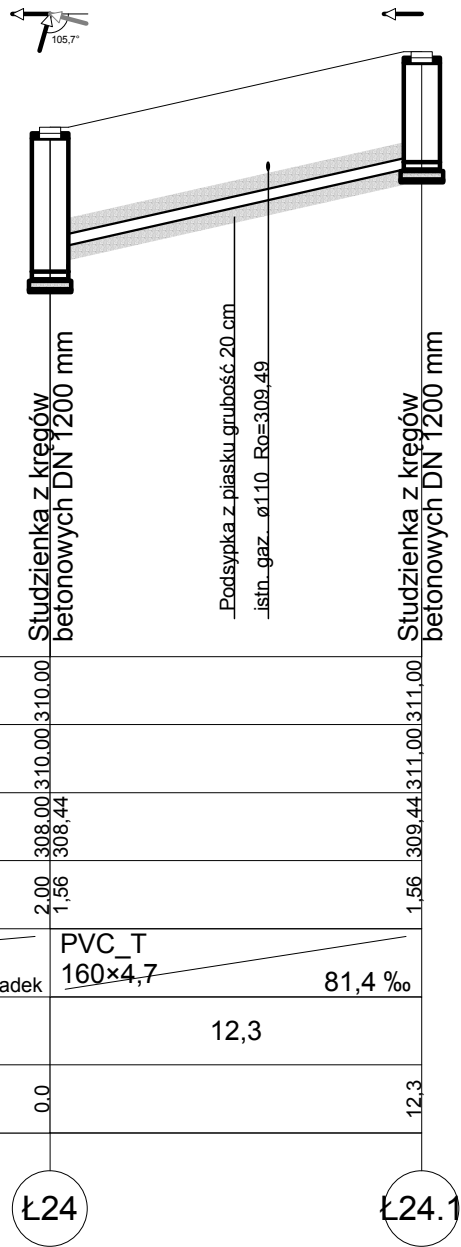 105,7°
Studzienka z kręgów
betonowych DN 1200 mm
Podsypka z piasku grubość 20 cm
istn. gaz. ø110 Ro=309,49
Studzienka z kręgów
betonowych DN 1200 mm
310.00
311,00
310.00
311,00
308.00
308,44
309,44
2.00
1,56
1,56
adek
PVC_T
160×4,7
81,4 ‰
12,3
0.0
12,3
Ł24
Ł24.1